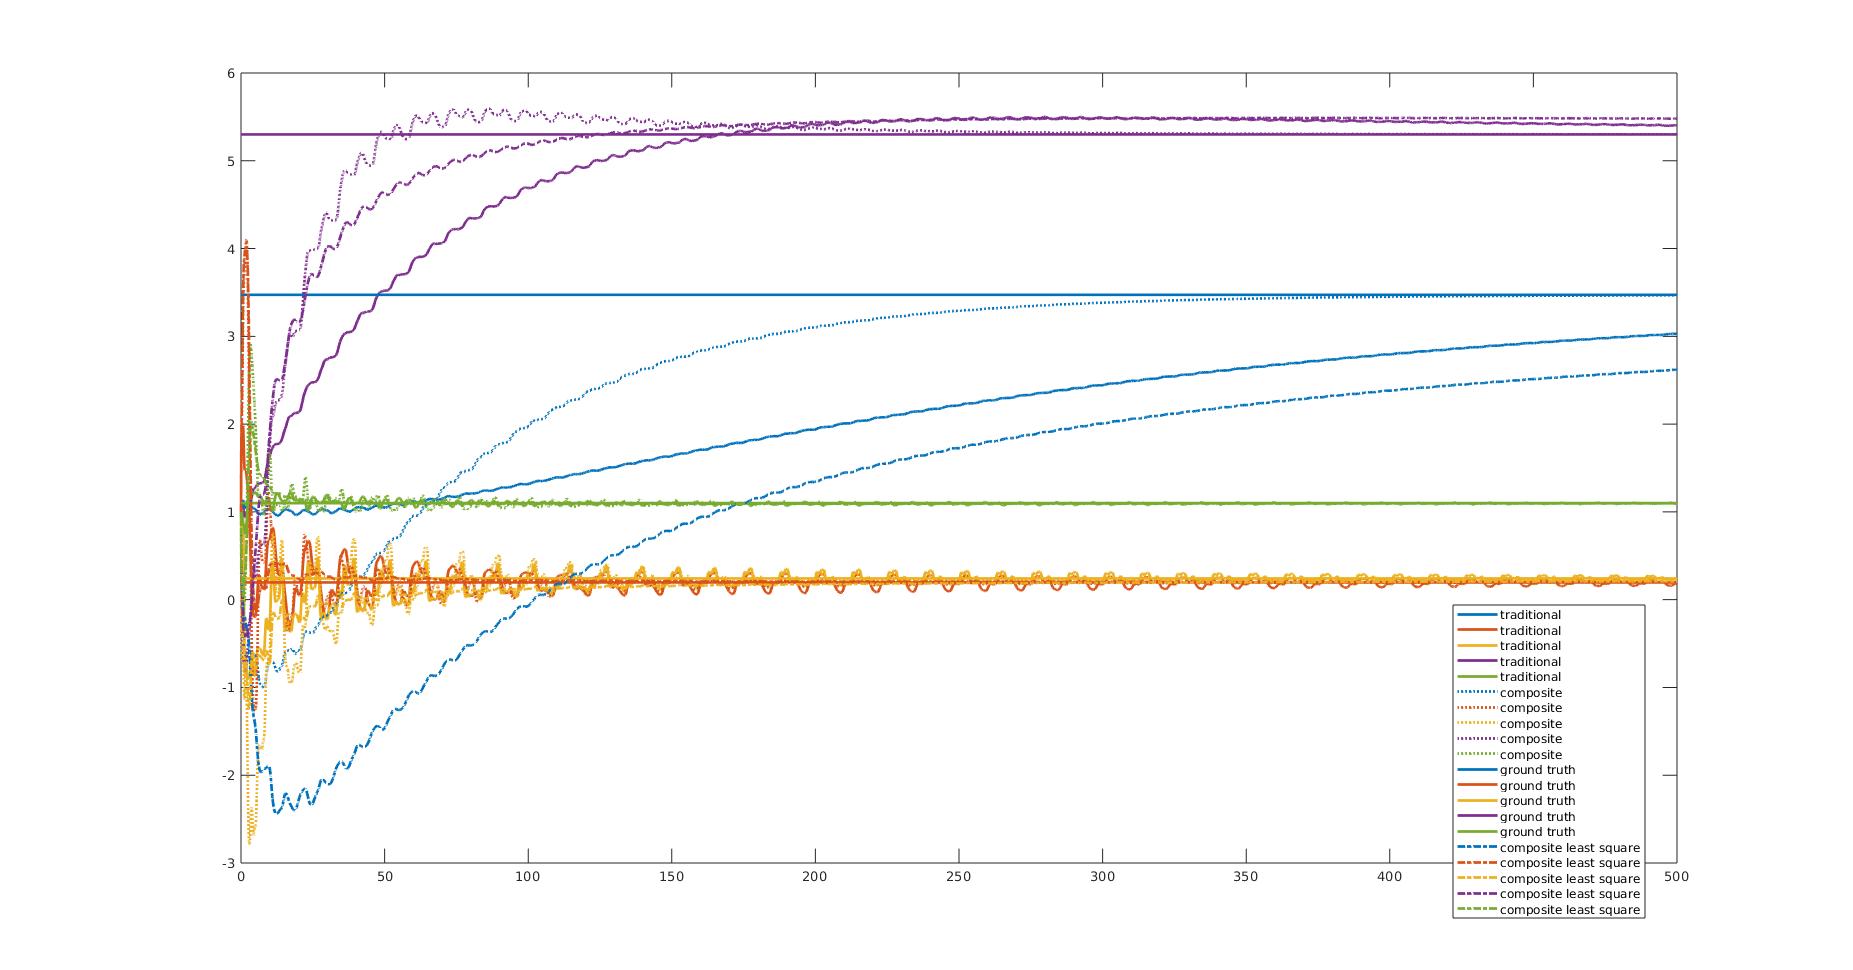 6
5
4
3
2
1
0
-1
-2
-3
0 50 100 150 200 250 300 350 400 500
traditional
traditional
traditional
traditional
traditional
composite
composite
composite
composite
composite
ground truth
ground truth
ground truth
ground truth
ground truth
composite least square
composite least square
composite least square
composite least square
composite least square